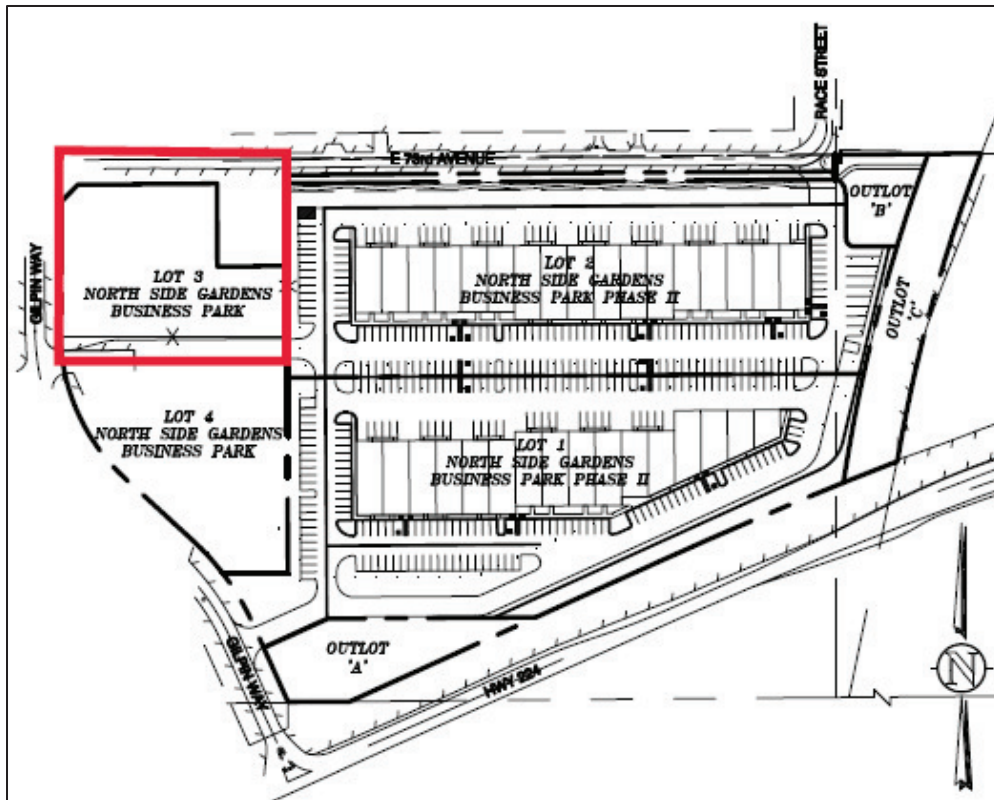 RACE STREET
E 73rd AVENUE
OUTLOT
'B'
GILPIN WAY
LOT 3
NORTH SIDE GARDENS
BUSINESS PARK
LOT 2
NORTH SIDE GARDENS
BUSINESS PARK PHASE II
OUTLOT
'C'
LOT 4
NORTH SIDE GARDENS
BUSINESS PARK
LOT 1
NORTH SIDE GARDENS
BUSINESS PARK PHASE II
OUTLOT
'A'
GILPIN WAY
HWY 224
N